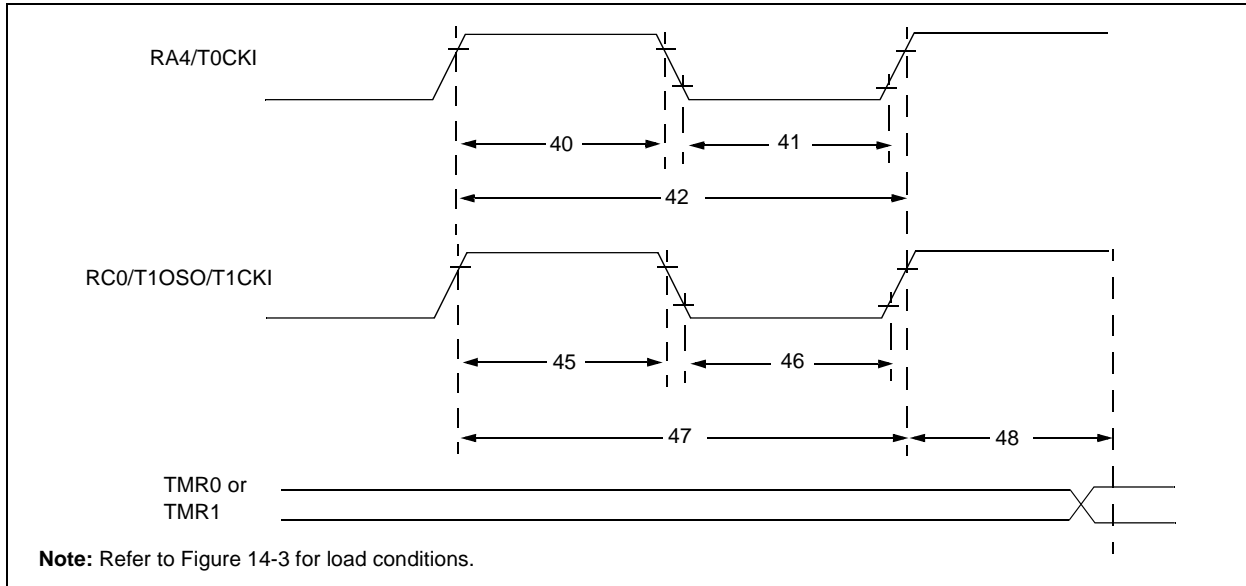 RA4/T0CKI
40
41
42
RC0/T1OSO/T1CKI
45
46
47
48
TMR0 or
TMR1
Note: Refer to Figure 14-3 for load conditions.